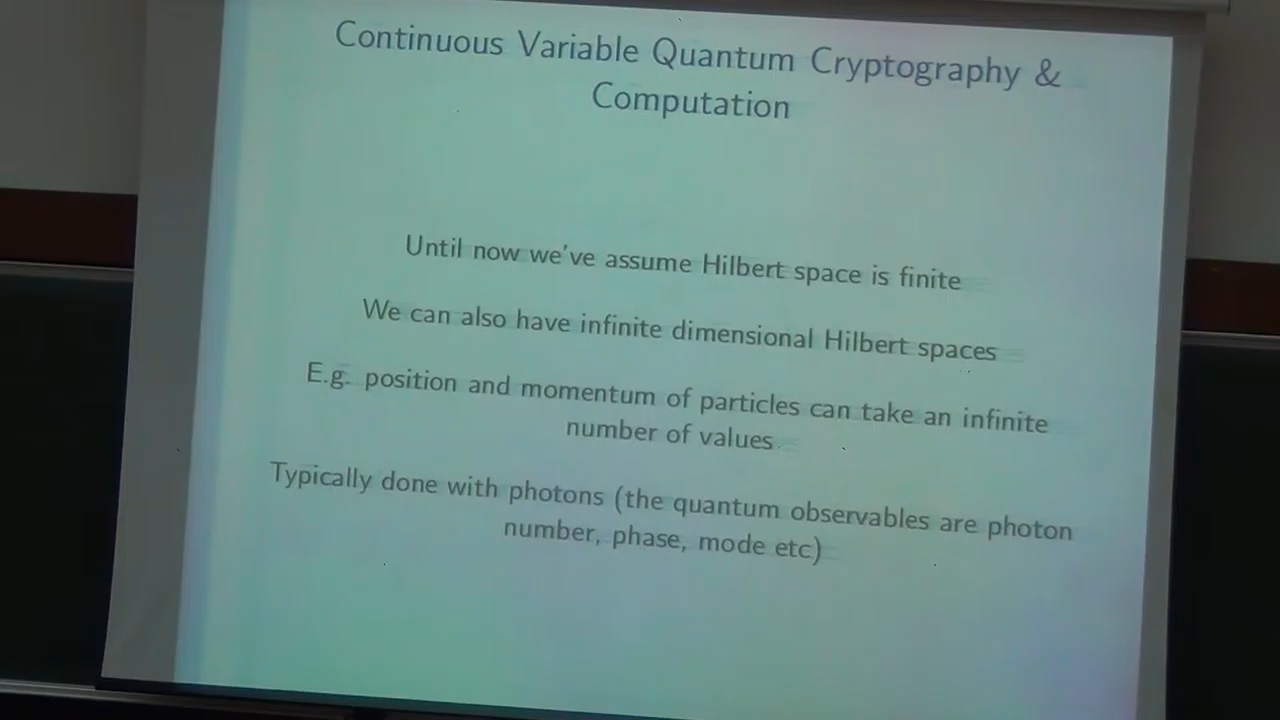 Continuous Variable Quantum Cryptography &
Computation
Until now we've assume Hilbert space is finite
We can also have infinite dimensional Hilbert spaces
E.g. position and momentum of particles can take an infinite
number of values.
Typically done with photons (the quantum observables are photon
number, phase, mode etc)